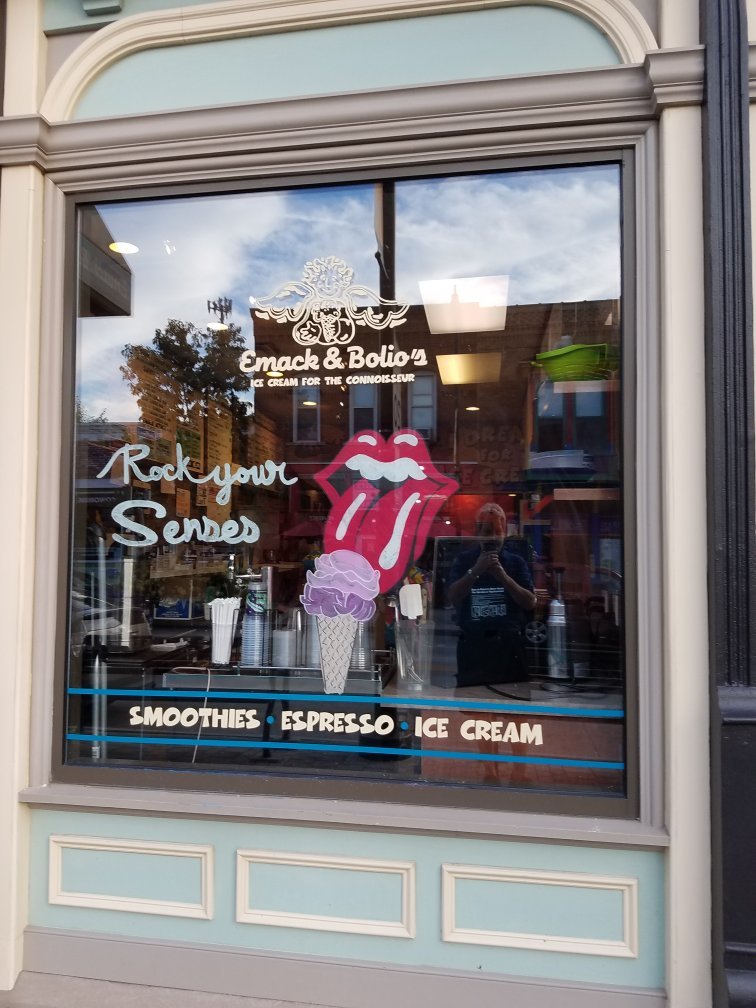 Emack & Bolio's
ICE CREAM FOR THE CONNOISSEUR
Rock your
Senses
SMOOTHIES • ESPRESSO • ICE CREAM